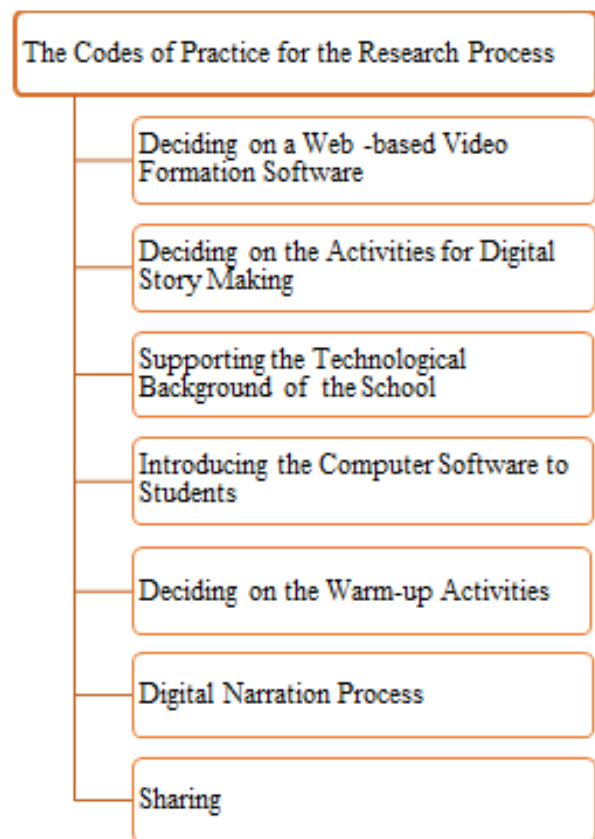 The Codes of Practice for the Research Process
Deciding on a Web -based Video
Formation Software
Deciding on the Activities for Digital
Story Making
Supporting the Technological
Background of the School
Introducing the Computer Software to
Students
Deciding on the Warm-up Activities
Digital Narration Process
Sharing